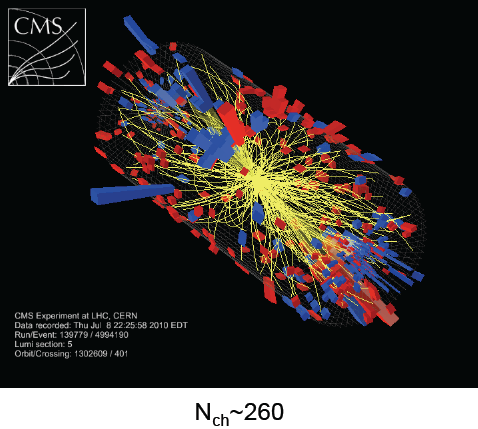 CMS
CMS Experiment at LHC, CERN
Data recorded: Thu Jul 8 22:25:58 2010 EDT
Run/Event: 139779 / 4994190
Lumi section: 5
Orbit/Crossing: 1302609 / 401
Nch~260